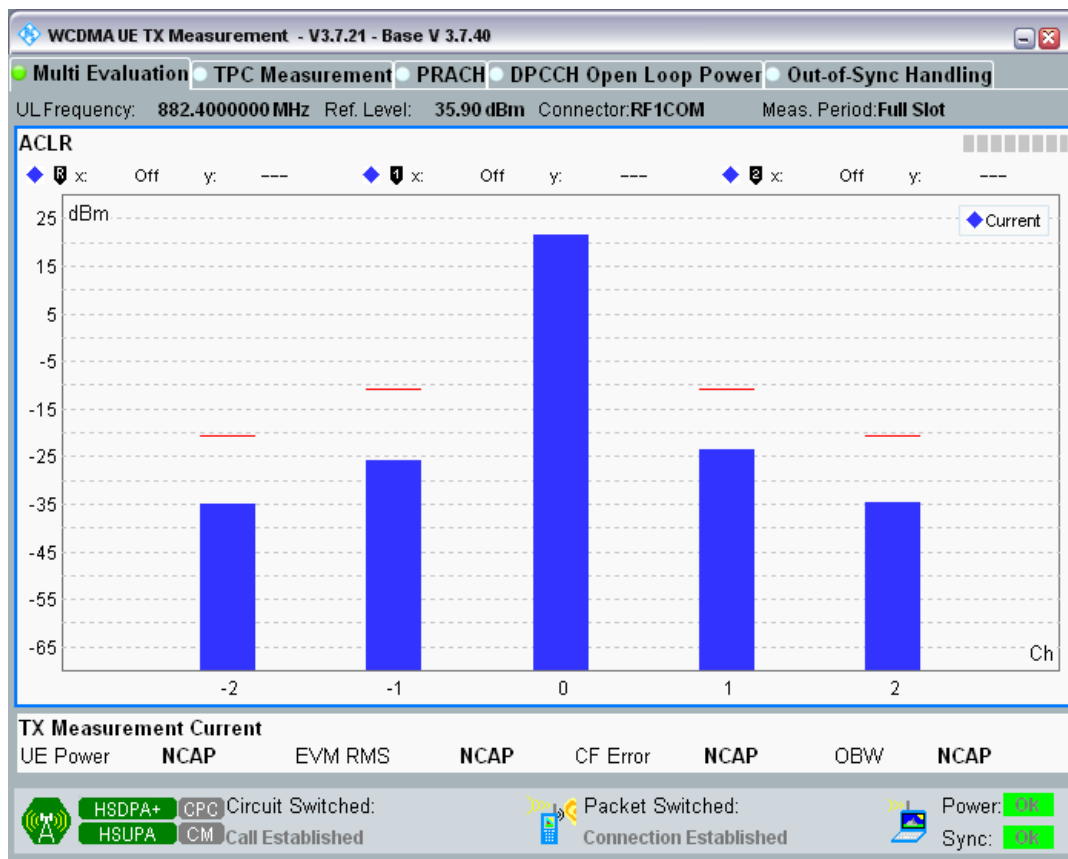 WCDMA UE TX Measurement - V3.7.21 - Base V 3.7.40
Multi Evaluation TPC Measurement PRACH DPCCH Open Loop Power Out-of-Sync Handling
UL Frequency: 882.4000000 MHz Ref. Level: 35.90 dBm Connector:RF1COM Meas. Period:Full Slot
ACLR
R x: Off y: --- 1 x: Off y: --- 2 x: Off y: ---
dBm
Current
25
15
5
-5
-15
-25
-35
-45
-55
-65
Ch
-2 -1 0 1 2
TX Measurement Current
UE Power NCAP EVM RMS NCAP CF Error NCAP OBW NCAP
HSDPA+ CPC Circuit Switched: Packet Switched: Power: OK
HSUPA CM Call Established Connection Established Sync: OK